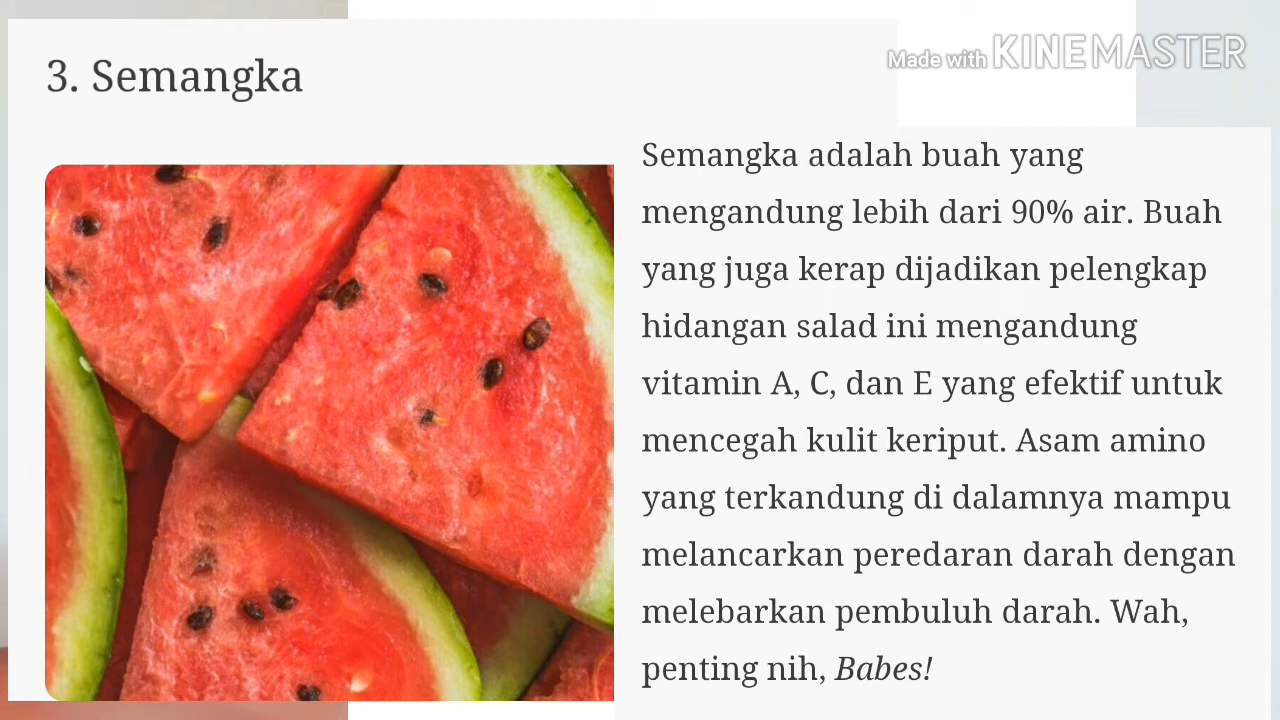 Made with KINEMASTER
3. Semangka
Semangka adalah buah yang
mengandung lebih dari 90% air. Buah
yang juga kerap dijadikan pelengkap
hidangan salad ini mengandung
vitamin A, C, dan E yang efektif untuk
mencegah kulit keriput. Asam amino
yang terkandung di dalamnya mampu
melancarkan peredaran darah dengan
melebarkan pembuluh darah. Wah,
penting nih, Babes!